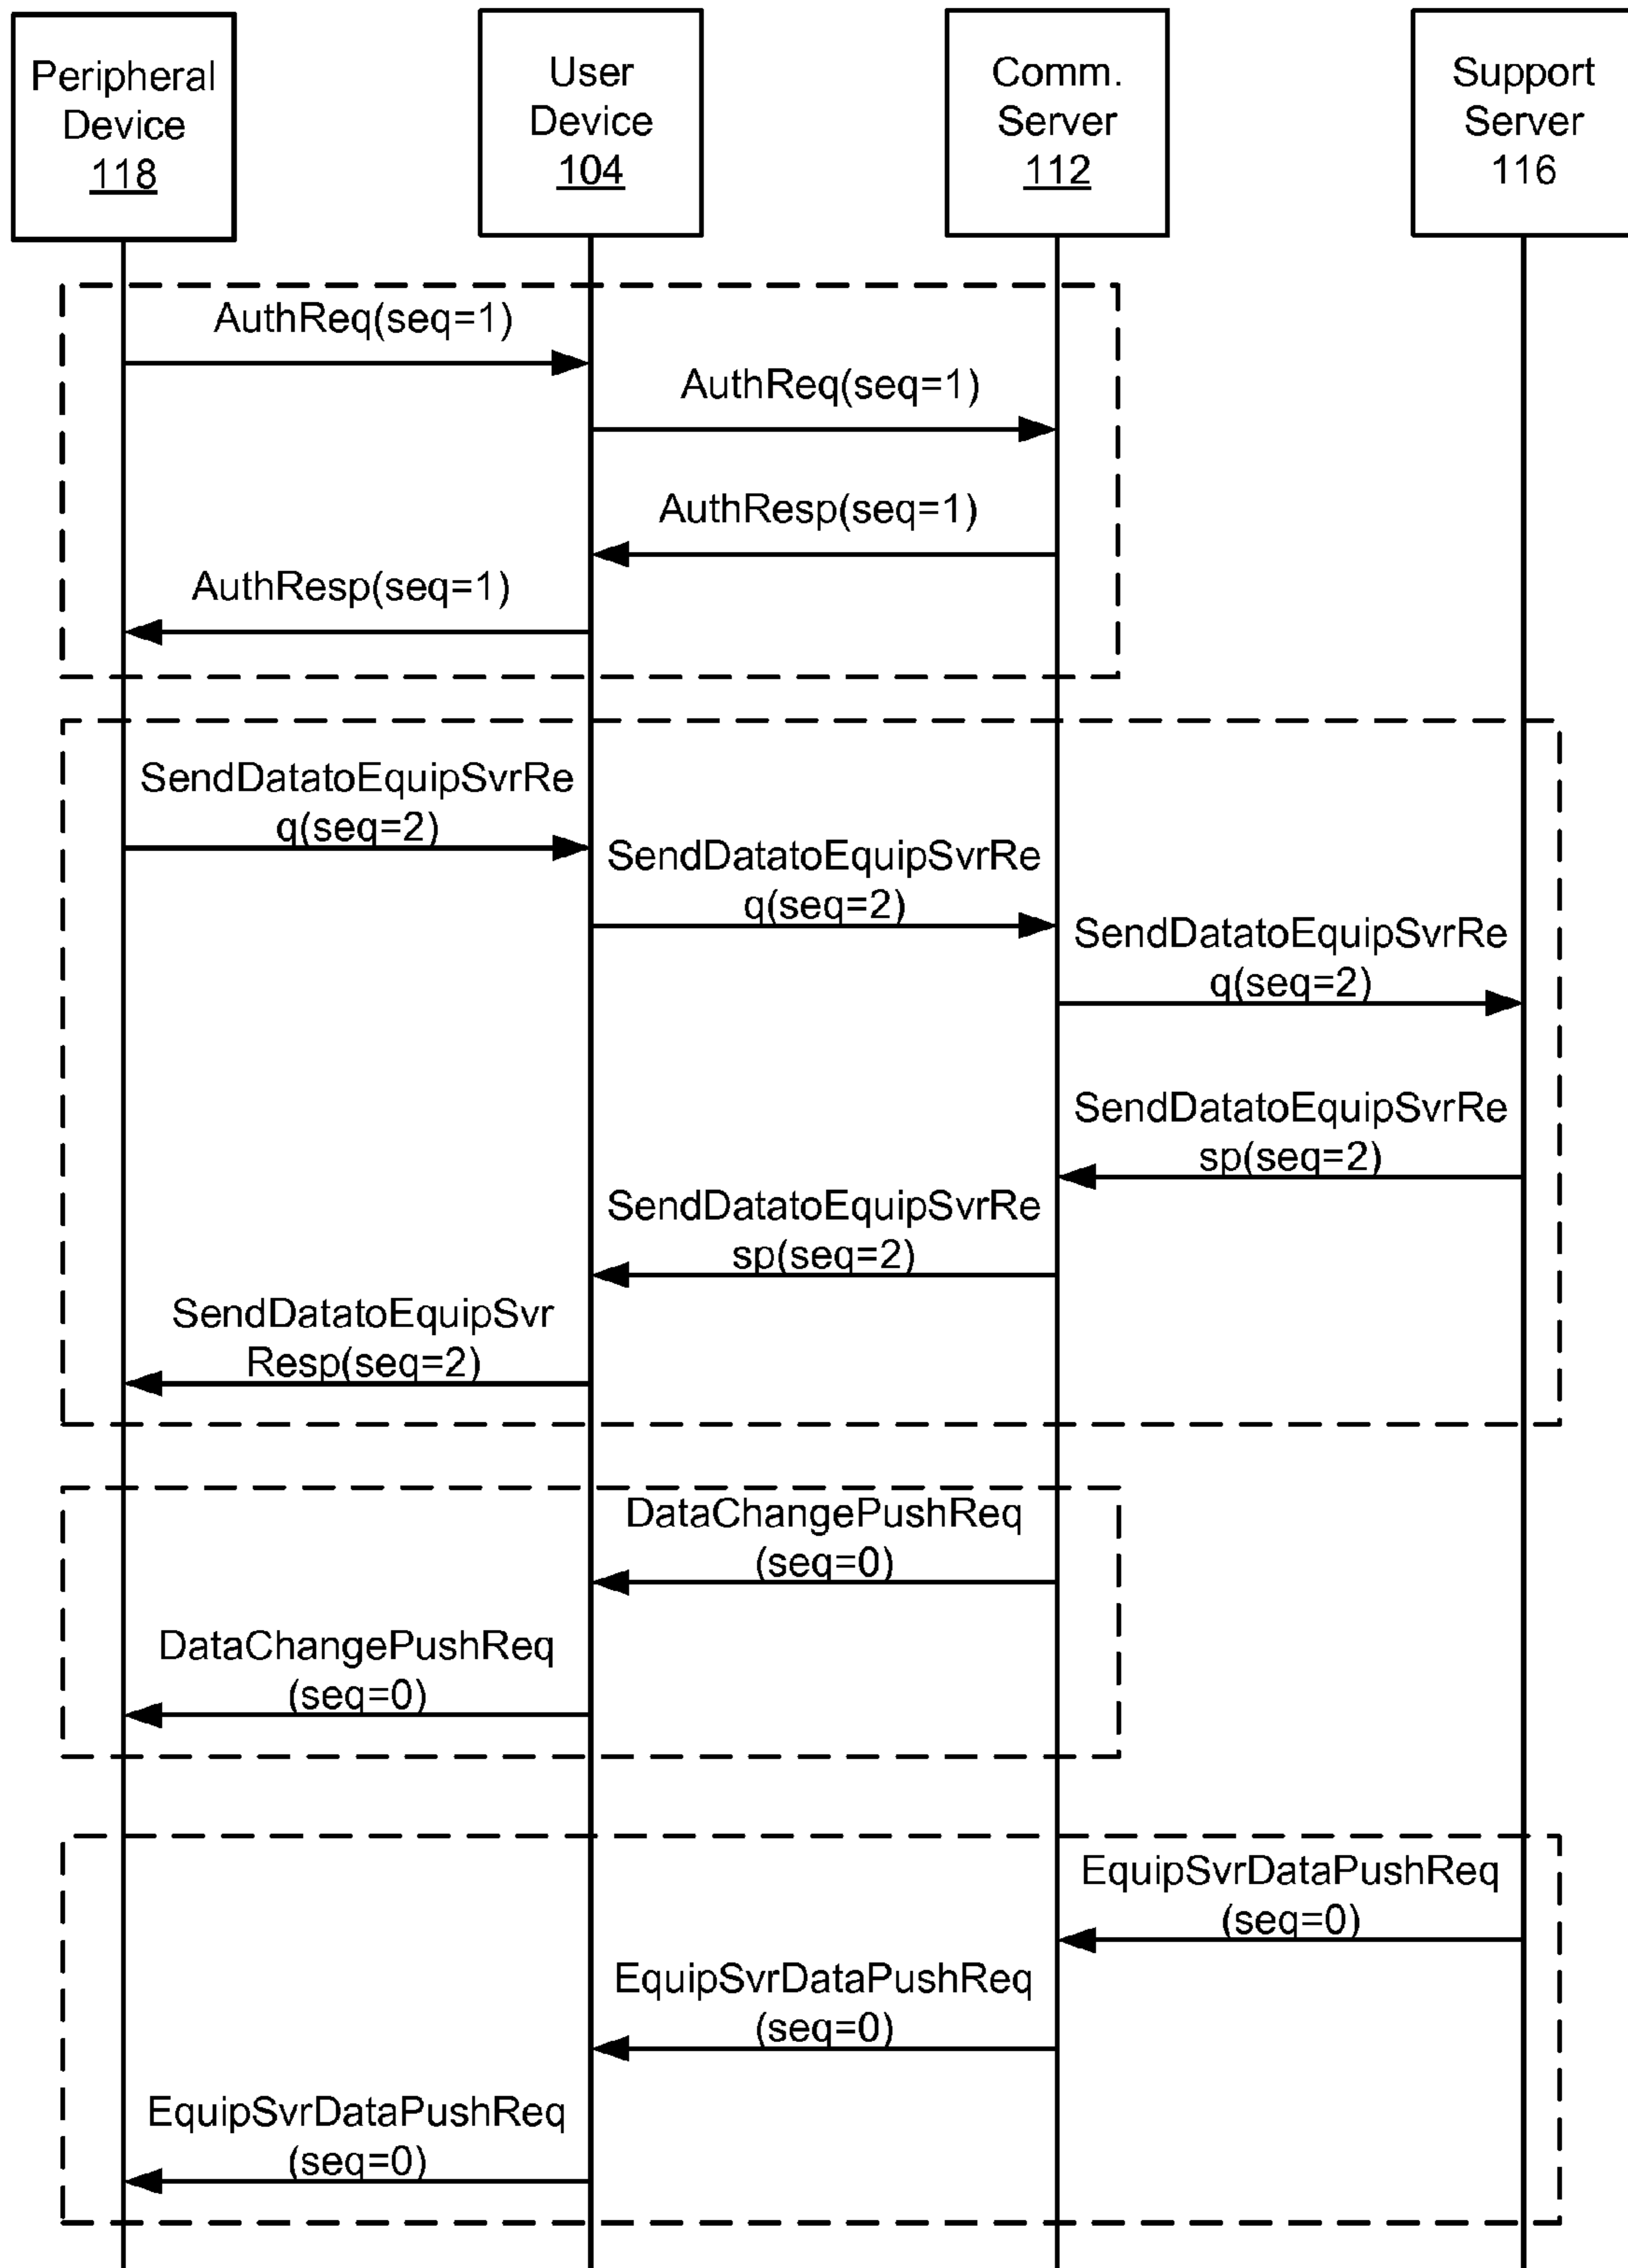 Peripheral
Device
118
User
Device
104
Comm.
Server
112
Support
Server
116
AuthReq(seq=1)
AuthReq(seq=1)
AuthResp(seq=1)
AuthResp(seq=1)
SendDatatoEquipSvrRe
q(seq=2)
SendDatatoEquipSvrRe
q(seq=2)
SendDatatoEquipSvrRe
q(seq=2)
SendDatatoEquipSvrRe
sp(seq=2)
SendDatatoEquipSvrRe
sp(seq=2)
SendDatatoEquipSvr
Resp(seq=2)
DataChangePushReq
(seq=0)
DataChangePushReq
(seq=0)
EquipSvrDataPushReq
(seq=0)
EquipSvrDataPushReq
(seq=0)
EquipSvrDataPushReq
(seq=0)